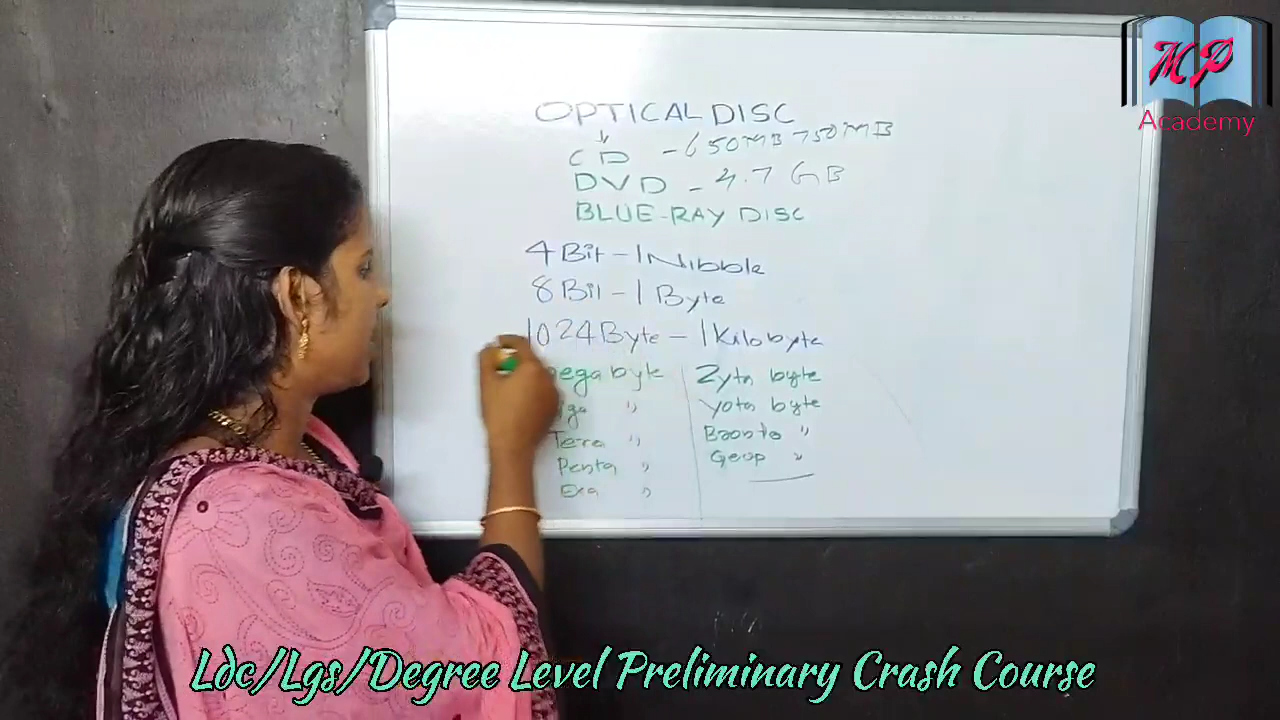 MP
Academy
OPTICAL DISC
CD - 650MB 750MB
DVD - 4.7 GB
BLUE-RAY DISC
4 Bit - 1 Nibble
8 Bit - 1 Byte
1024 Byte - 1 Kilobyte
egabyte
Tera "
Penta "
Exa "
Zyta byte
Yota byte
Bronto "
Geop "
Ldc/Lgs/Degree Level Preliminary Crash Course